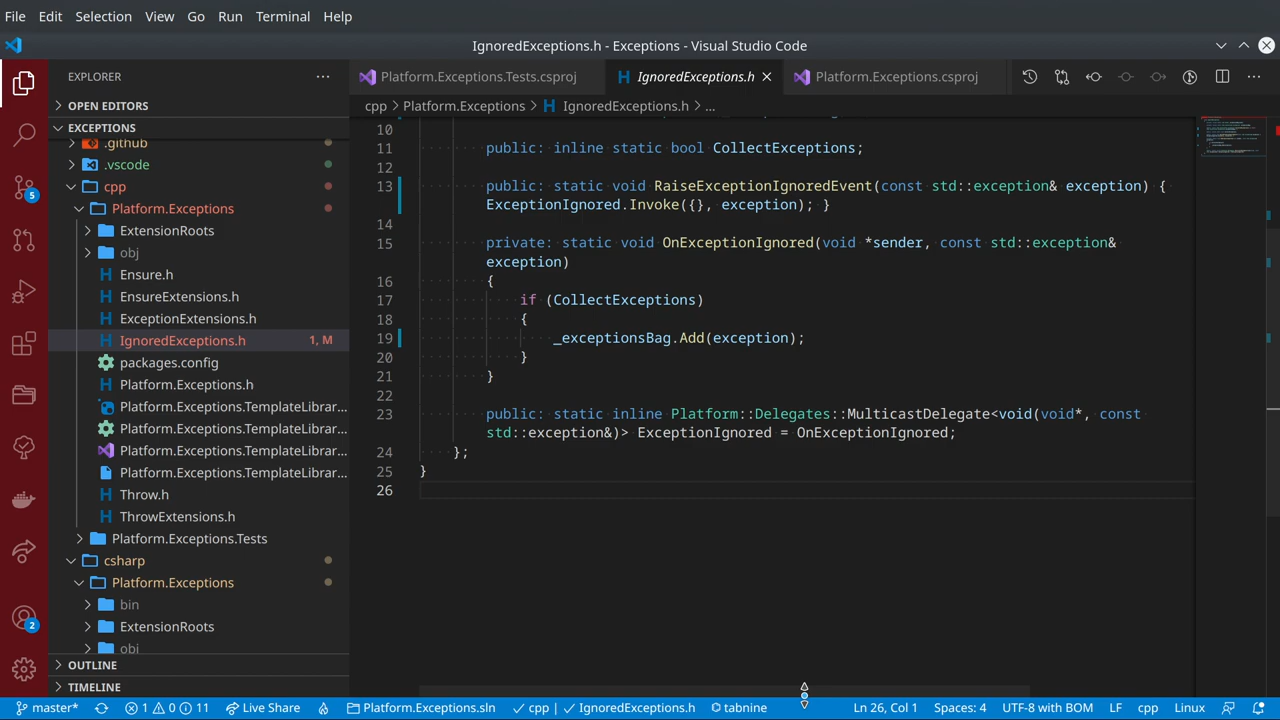 File Edit Selection View Go Run Terminal Help
IgnoredExceptions.h - Exceptions - Visual Studio Code
EXPLORER
Platform.Exceptions.Tests.csproj
IgnoredExceptions.h
Platform.Exceptions.csproj
OPEN EDITORS
cpp > Platform.Exceptions > IgnoredExceptions.h > ...
EXCEPTIONS
.github
.vscode
cpp
Platform.Exceptions
ExtensionRoots
obj
Ensure.h
EnsureExtensions.h
ExceptionExtensions.h
IgnoredExceptions.h 1, M
packages.config
Platform.Exceptions.h
Platform.Exceptions.TemplateLibrar...
Platform.Exceptions.TemplateLibrar...
Platform.Exceptions.TemplateLibrar...
Platform.Exceptions.TemplateLibrar...
Throw.h
ThrowExtensions.h
Platform.Exceptions.Tests
csharp
Platform.Exceptions
bin
ExtensionRoots
obj
OUTLINE
TIMELINE
5
2
10
11 public: inline static bool CollectExceptions;
12
13 public: static void RaiseExceptionIgnoredEvent(const std::exception& exception) {
ExceptionIgnored.Invoke({}, exception); }
14
15 private: static void OnExceptionIgnored(void *sender, const std::exception&
exception)
16 {
17 if (CollectExceptions)
18 {
19 _exceptionsBag.Add(exception);
20 }
21 }
22
23 public: static inline Platform::Delegates::MulticastDelegate<void(void*, const
std::exception&)> ExceptionIgnored = OnExceptionIgnored;
24 };
25 }
26
master* 1 0 11 Live Share Platform.Exceptions.sln cpp | IgnoredExceptions.h tabnine Ln 26, Col 1 Spaces: 4 UTF-8 with BOM LF cpp Linux